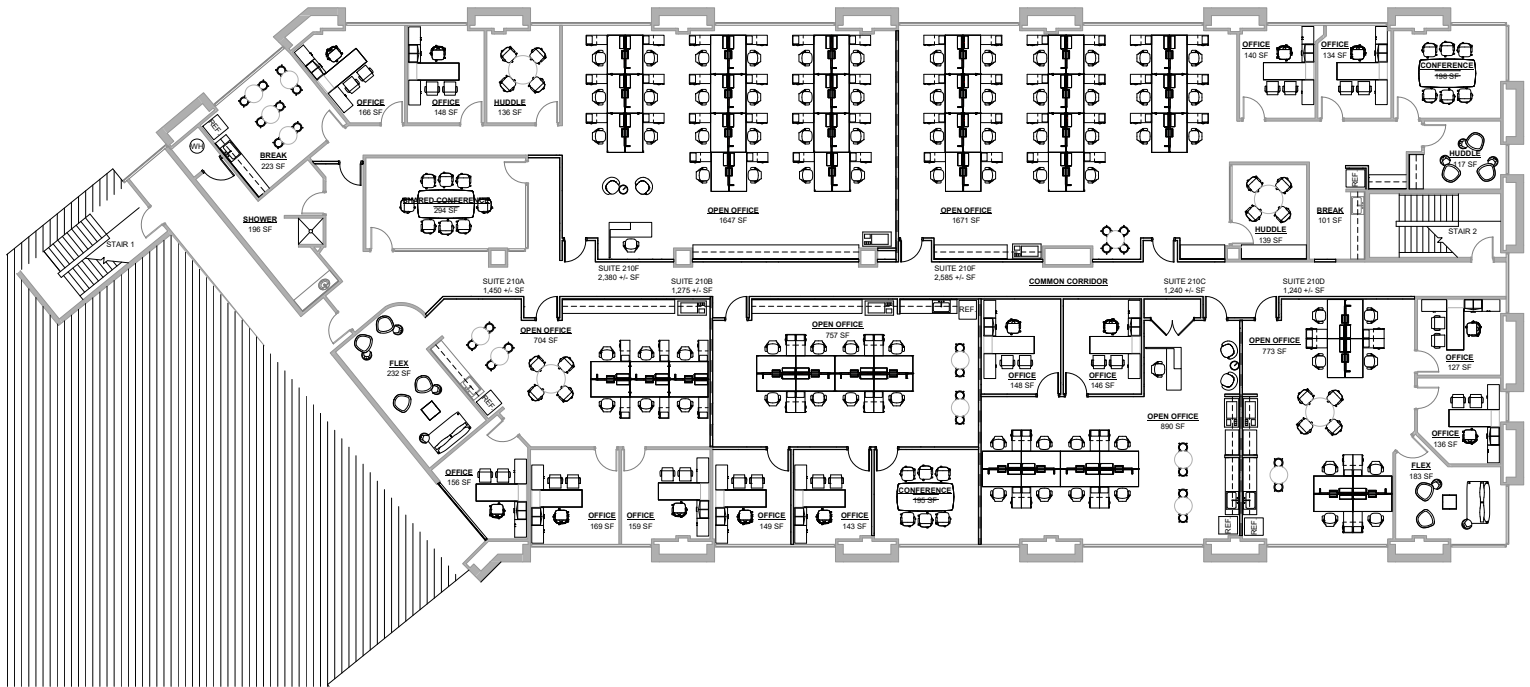 OFFICE
166 SF
OFFICE
148 SF
HUDDLE
136 SF
OFFICE
140 SF
OFFICE
134 SF
CONFERENCE
198 SF
REF
WH
BREAK
223 SF
HUDDLE
117 SF
SHARED CONFERENCE
294 SF
OPEN OFFICE
1647 SF
OPEN OFFICE
1671 SF
REF
BREAK
101 SF
HUDDLE
139 SF
SHOWER
196 SF
STAIR 1
STAIR 2
SUITE 210A
1,450 +/- SF
SUITE 210F
2,380 +/- SF
SUITE 210B
1,275 +/- SF
SUITE 210F
2,585 +/- SF
COMMON CORRIDOR
SUITE 210C
1,240 +/- SF
SUITE 210D
1,240 +/- SF
OPEN OFFICE
704 SF
OPEN OFFICE
757 SF
REF.
OPEN OFFICE
773 SF
FLEX
232 SF
REF
OFFICE
148 SF
OFFICE
146 SF
OFFICE
127 SF
OPEN OFFICE
890 SF
OFFICE
136 SF
OFFICE
156 SF
OFFICE
169 SF
OFFICE
159 SF
OFFICE
149 SF
OFFICE
143 SF
CONFERENCE
193 SF
FLEX
183 SF
REF
REF